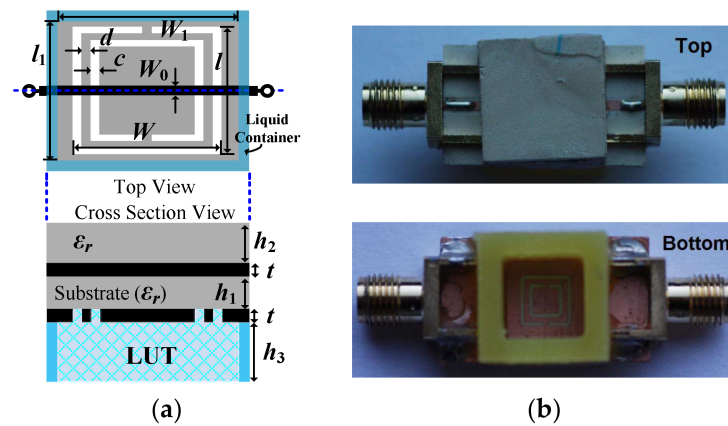 W₁
l₁
d
c
W₀
l
W
Liquid
Container
Top View
Cross Section View
εᵣ
h₂
t
Substrate (εᵣ)
h₁
t
LUT
h₃
(a)
Top
Bottom
(b)